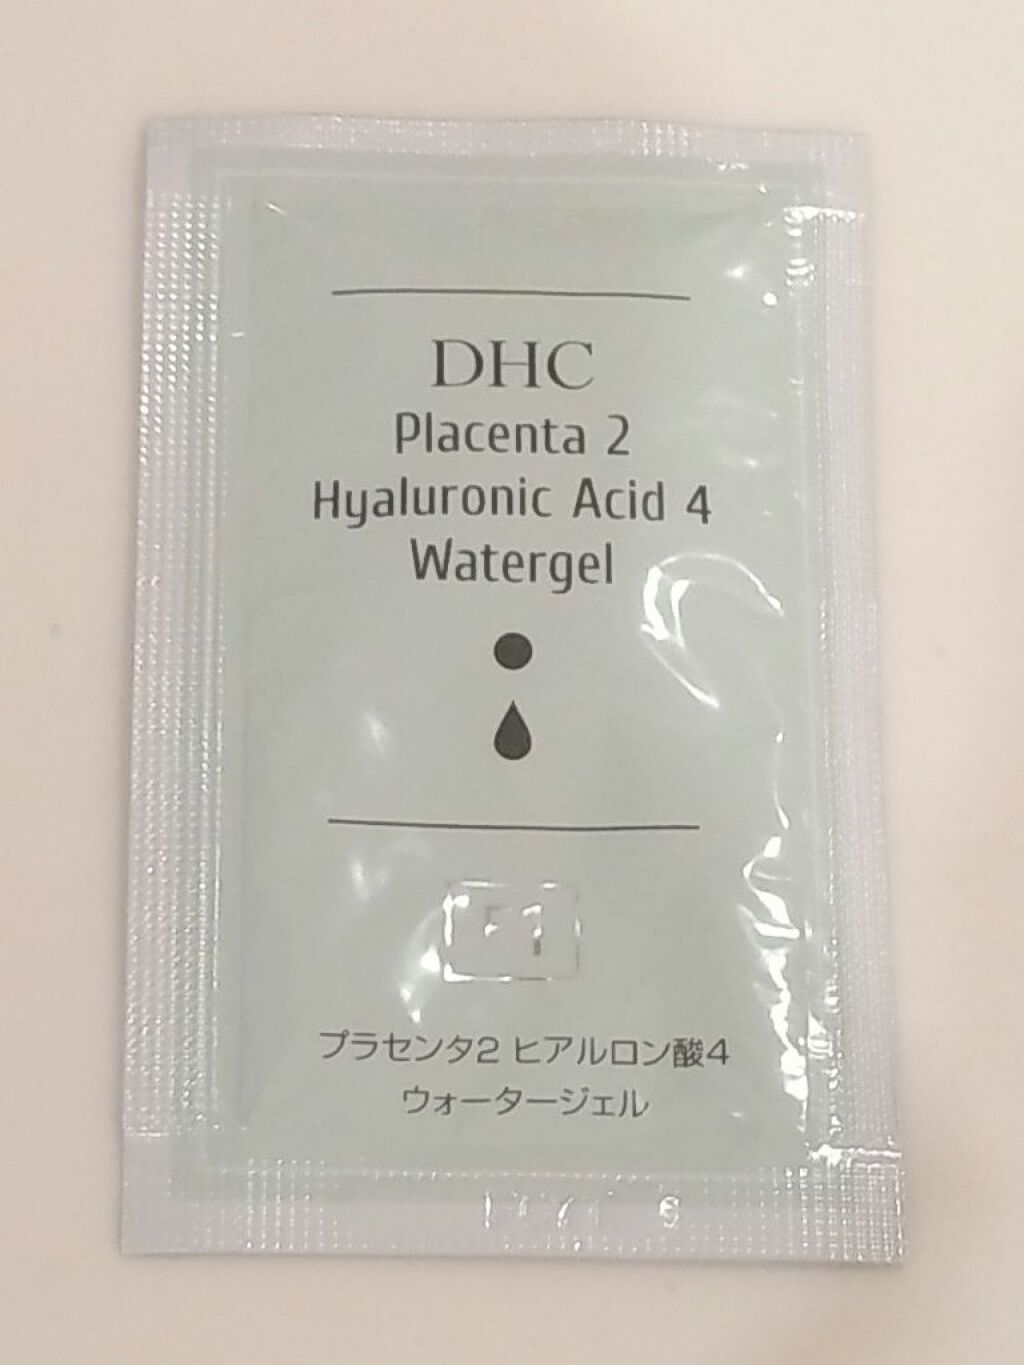 DHC
Placenta 2
Hyaluronic Acid 4
Watergel
プラセンタ2 ヒアルロン酸4
ウォータージェル